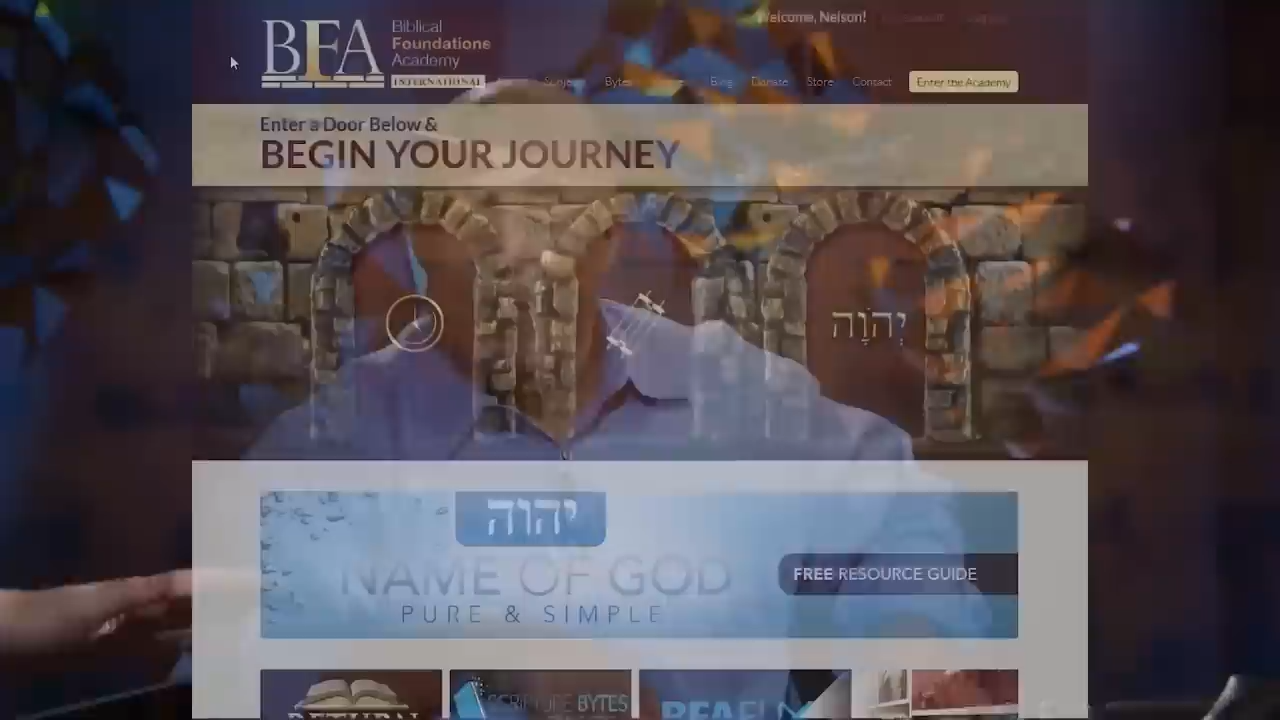 BFA
Biblical
Foundations
Academy
INTERNATIONAL
Welcome, Nelson!
Bytes
Blog
Donate
Store
Contact
Enter the Academy
Enter a Door Below &
BEGIN YOUR JOURNEY
יְהֹוָה
יהוה
NAME OF GOD
PURE & SIMPLE
FREE RESOURCE GUIDE
RETURN
SCRIPTURE BYTES